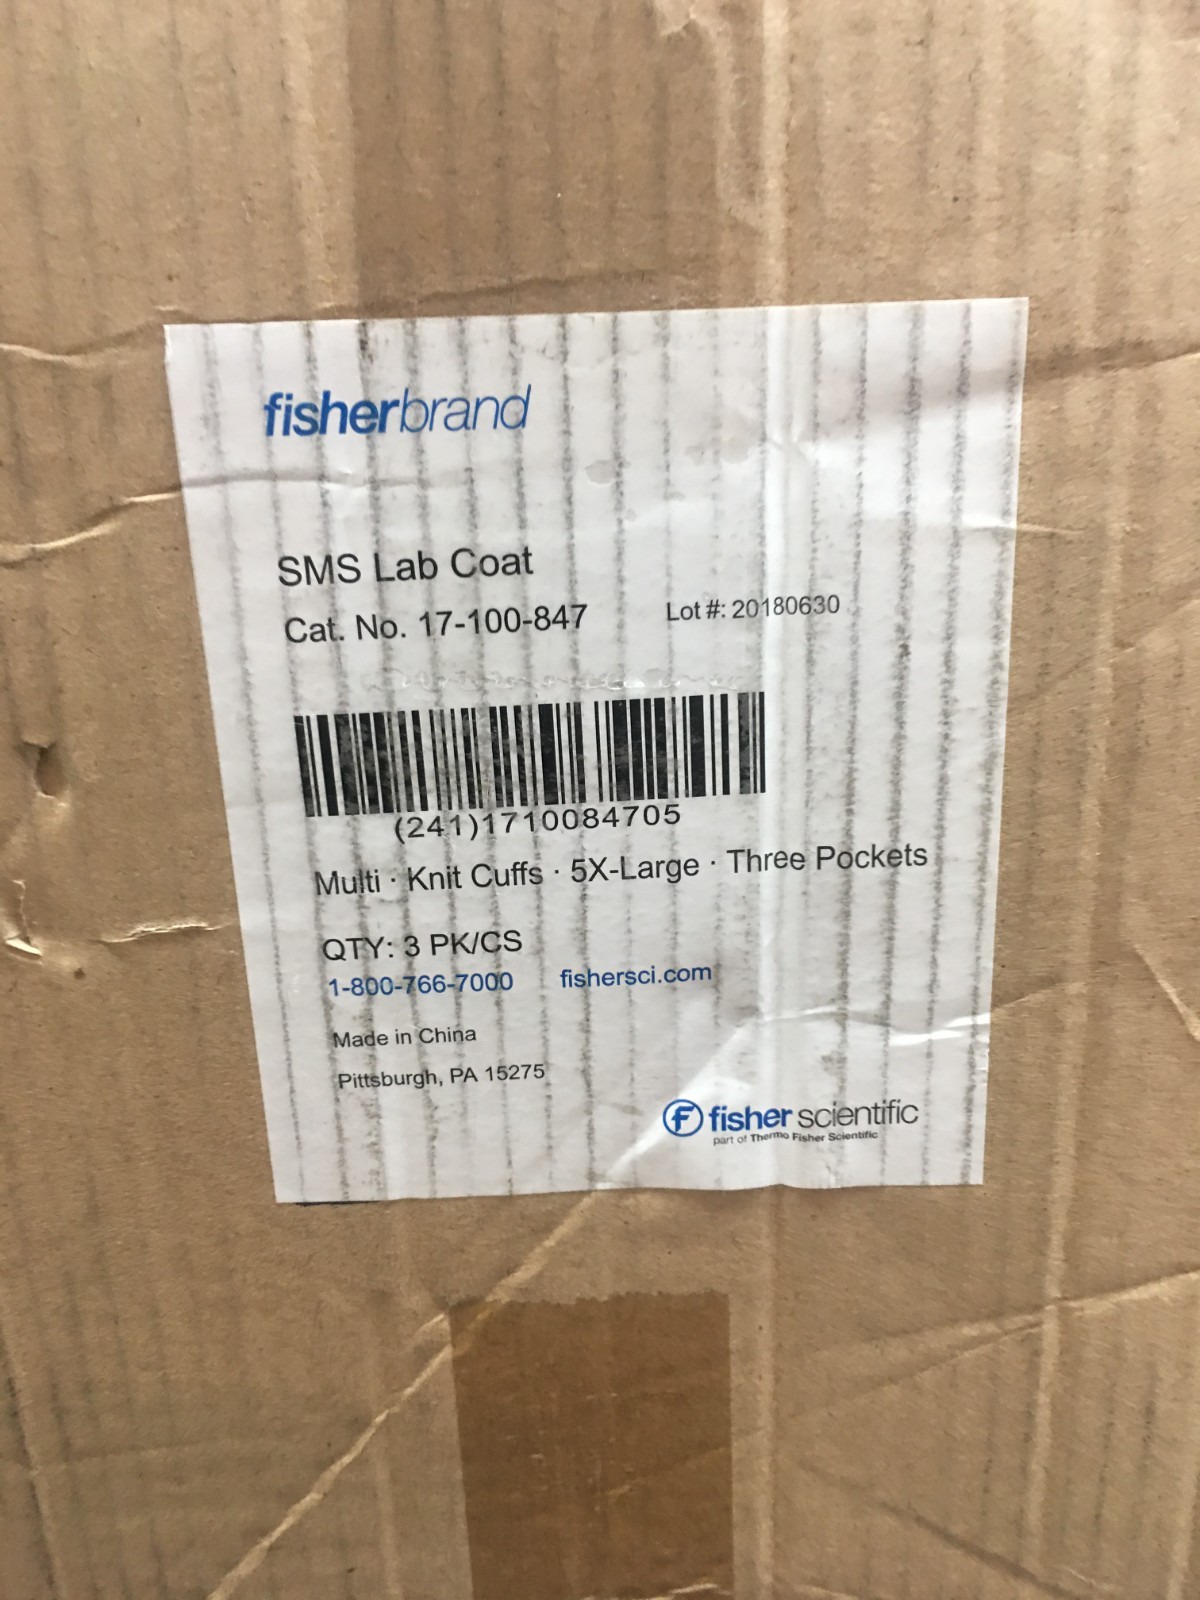 fisherbrand
SMS Lab Coat
Cat. No. 17-100-847 Lot #: 20180630
(241)1710084705
Multi · Knit Cuffs · 5X-Large · Three Pockets
QTY: 3 PK/CS
1-800-766-7000 fishersci.com
Made in China
Pittsburgh, PA 15275
F fisher scientific
part of Thermo Fisher Scientific